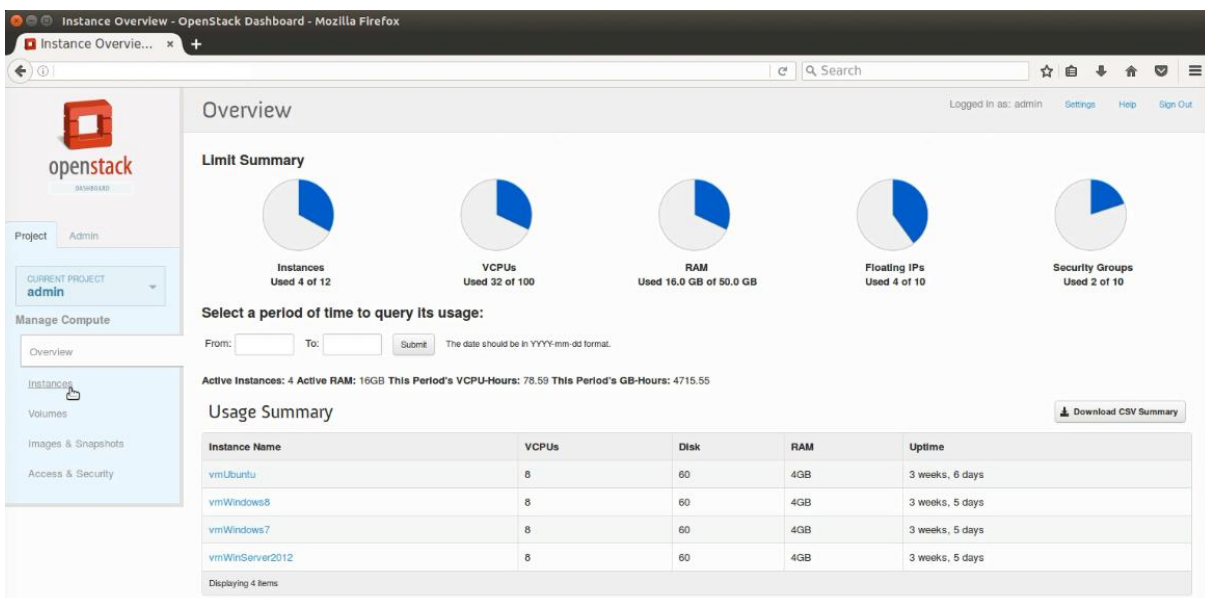 Instance Overview - OpenStack Dashboard - Mozilla Firefox
Instance Overvie... × +
Search
openstack
DASHBOARD
Overview
Logged in as: admin Settings Help Sign Out
Project Admin
CURRENT PROJECT
admin
Manage Compute
Overview
Instances
Volumes
Images & Snapshots
Access & Security
Limit Summary
Instances
Used 4 of 12
VCPUs
Used 32 of 100
RAM
Used 16.0 GB of 50.0 GB
Floating IPs
Used 4 of 10
Security Groups
Used 2 of 10
Select a period of time to query its usage:
From: To: Submit The date should be in YYYY-mm-dd format.
Active Instances: 4 Active RAM: 16GB This Period's VCPU-Hours: 78.59 This Period's GB-Hours: 4715.55
Usage Summary
Download CSV Summary
Instance Name VCPUs Disk RAM Uptime
vmUbuntu 8 60 4GB 3 weeks, 6 days
vmWindows8 8 60 4GB 3 weeks, 5 days
vmWindows7 8 60 4GB 3 weeks, 5 days
vmWinServer2012 8 60 4GB 3 weeks, 5 days
Displaying 4 items